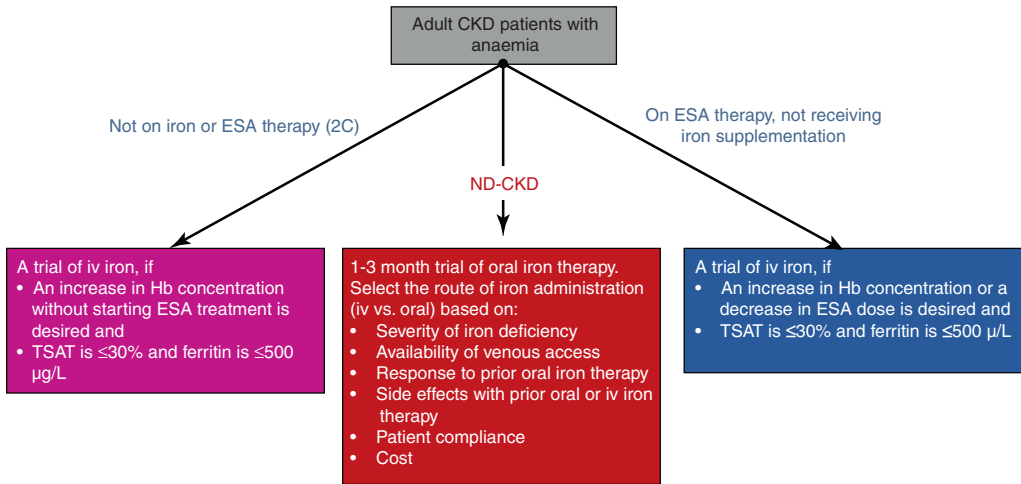 Adult CKD patients with
anaemia
Not on iron or ESA therapy (2C)
On ESA therapy, not receiving
iron supplementation
ND-CKD
A trial of iv iron, if
• An increase in Hb concentration
without starting ESA treatment is
desired and
• TSAT is ≤30% and ferritin is ≤500
µg/L
1-3 month trial of oral iron therapy.
Select the route of iron administration
(iv vs. oral) based on:
• Severity of iron deficiency
• Availability of venous access
• Response to prior oral iron therapy
• Side effects with prior oral or iv iron
therapy
• Patient compliance
• Cost
A trial of iv iron, if
• An increase in Hb concentration or a
decrease in ESA dose is desired and
• TSAT is ≤30% and ferritin is ≤500 µ/L